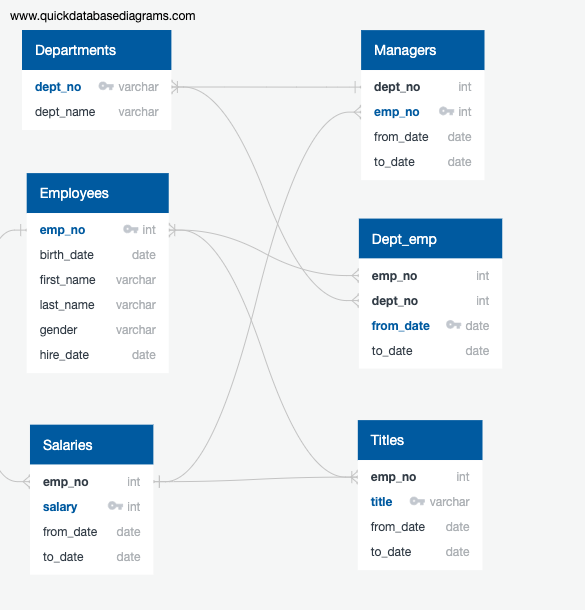 www.quickdatabasediagrams.com
Departments
dept_no varchar
dept_name varchar
Managers
dept_no int
emp_no int
from_date date
to_date date
Employees
emp_no int
birth_date date
first_name varchar
last_name varchar
gender varchar
hire_date date
Dept_emp
emp_no int
dept_no int
from_date date
to_date date
Salaries
emp_no int
salary int
from_date date
to_date date
Titles
emp_no int
title varchar
from_date date
to_date date